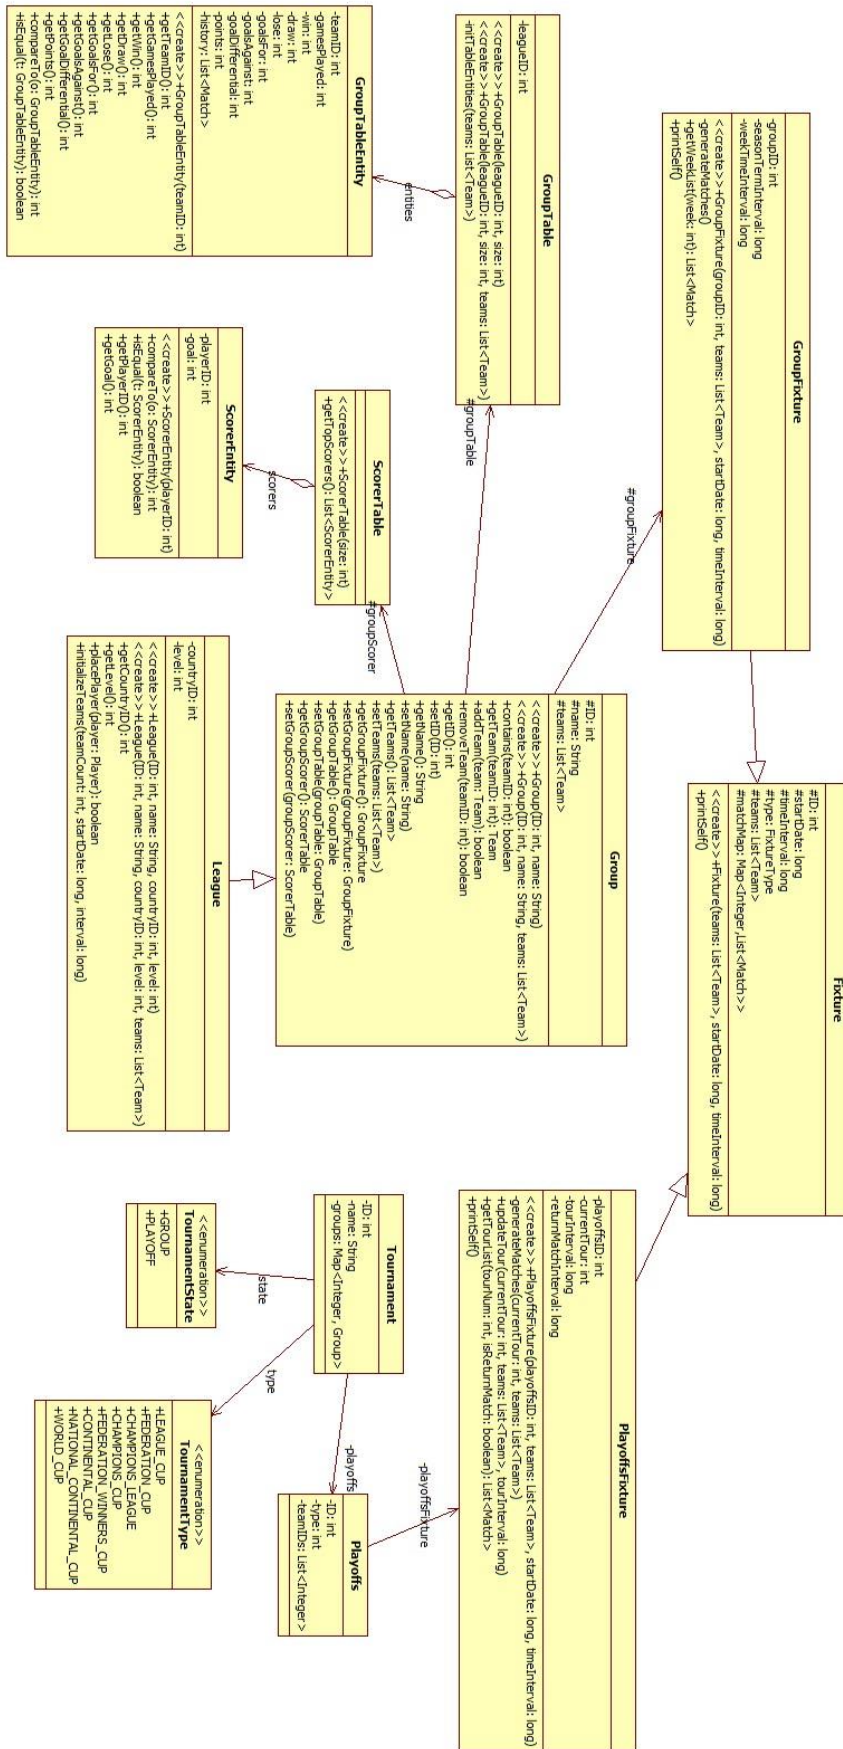 Fixture
#ID: int
#startDate: long
#timeInterval: long
#type: FixtureType
#teams: List<Team>
#matchMap: Map<Integer,List<Match>>
<<create>>+Fixture(teams: List<Team>, startDate: long, timeInterval: long)
+printSelf()
GroupFixture
-groupID: int
-seasonTermInterval: long
-weekTimeInterval: long
<<create>>+GroupFixture(groupID: int, teams: List<Team>, startDate: long, timeInterval: long)
-generateMatches()
+getWeekList(week: int): List<Match>
+printSelf()
PlayoffsFixture
-playoffsID: int
-currentTour: int
-tourInterval: long
-returnMatchInterval: long
<<create>>+PlayoffsFixture(playoffsID: int, teams: List<Team>, startDate: long, timeInterval: long)
-generateMatches(currentTour: int, teams: List<Team>)
+updateTour(currentTour: int, teams: List<Team>, tourInterval: long)
+getTourList(tourNum: int, isReturnMatch: boolean): List<Match>
+printSelf()
#groupFixture
-playoffsFixture
GroupTable
-leagueID: int
<<create>>+GroupTable(leagueID: int, size: int)
<<create>>+GroupTable(leagueID: int, size: int, teams: List<Team>)
-initTableEntities(teams: List<Team>)
#groupTable
Group
#ID: int
#name: String
#teams: List<Team>
<<create>>+Group(ID: int, name: String)
<<create>>+Group(ID: int, name: String, teams: List<Team>)
+contains(teamID: int): boolean
+getTeam(teamID: int): Team
+addTeam(team: Team): boolean
+removeTeam(teamID: int): boolean
+getID(): int
+setID(ID: int)
+getName(): String
+setName(name: String)
+getTeams(): List<Team>
+setTeams(teams: List<Team>)
+getGroupFixture(): GroupFixture
+setGroupFixture(groupFixture: GroupFixture)
+getGroupTable(): GroupTable
+setGroupTable(groupTable: GroupTable)
+getGroupScorer(): ScorerTable
+setGroupScorer(groupScorer: ScorerTable)
Tournament
-ID: int
-name: String
-groups: Map<Integer, Group>
-playoffs
Playoffs
-ID: int
-type: int
-teamIDs: List<Integer>
entities
ScorerTable
<<create>>+ScorerTable(size: int)
+getTopScorers(): List<ScorerEntity>
#groupScorer
state
type
GroupTableEntity
-teamID: int
-gamesPlayed: int
-win: int
-draw: int
-lose: int
-goalsFor: int
-goalsAgainst: int
-goalDifferential: int
-points: int
-history: List<Match>
<<create>>+GroupTableEntity(teamID: int)
+getTeamID(): int
+getGamesPlayed(): int
+getWin(): int
+getDraw(): int
+getLose(): int
+getGoalsFor(): int
+getGoalsAgainst(): int
+getGoalDifferential(): int
+getPoints(): int
+compareTo(o: GroupTableEntity): int
+isEqual(t: GroupTableEntity): boolean
scorers
ScorerEntity
-playerID: int
-goal: int
<<create>>+ScorerEntity(playerID: int)
+compareTo(o: ScorerEntity): int
+isEqual(t: ScorerEntity): boolean
+getPlayerID(): int
+getGoal(): int
League
-countryID: int
-level: int
<<create>>+League(ID: int, name: String, countryID: int, level: int)
<<create>>+League(ID: int, name: String, countryID: int, level: int, teams: List<Team>)
+getCountryID(): int
+getLevel(): int
+placePlayer(player: Player): boolean
+initializeTeams(teamCount: int, startDate: long, interval: long)
<<enumeration>>
TournamentState
+GROUP
+PLAYOFF
<<enumeration>>
TournamentType
+LEAGUE_CUP
+FEDERATION_CUP
+CHAMPIONS_LEAGUE
+CHAMPIONS_CUP
+FEDERATION_WINNERS_CUP
+CONTINENTAL_CUP
+NATIONAL_CONTINENTAL_CUP
+WORLD_CUP